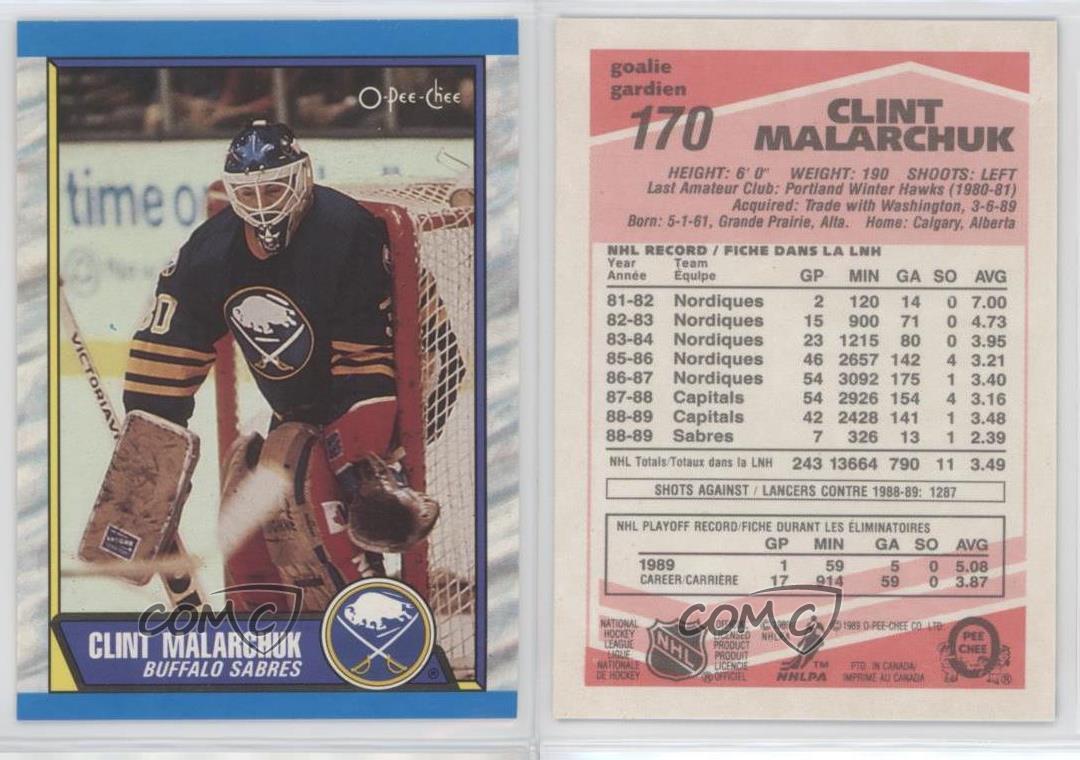 O-Pee-Chee
time o
30
VICTORIAV
CLINT MALARCHUK
BUFFALO SABRES
®
COMC
goalie
gardien
170
CLINT
MALARCHUK
HEIGHT: 6' 0" WEIGHT: 190 SHOOTS: LEFT
Last Amateur Club: Portland Winter Hawks (1980-81)
Acquired: Trade with Washington, 3-6-89
Born: 5-1-61, Grande Prairie, Alta. Home: Calgary, Alberta
NHL RECORD / FICHE DANS LA LNH
Year Team
Année Équipe GP MIN GA SO AVG
81-82 Nordiques 2 120 14 0 7.00
82-83 Nordiques 15 900 71 0 4.73
83-84 Nordiques 23 1215 80 0 3.95
85-86 Nordiques 46 2657 142 4 3.21
86-87 Nordiques 54 3092 175 1 3.40
87-88 Capitals 54 2926 154 4 3.16
88-89 Capitals 42 2428 141 1 3.48
88-89 Sabres 7 326 13 1 2.39
NHL Totals/Totaux dans la LNH 243 13664 790 11 3.49
SHOTS AGAINST / LANCERS CONTRE 1988-89: 1287
NHL PLAYOFF RECORD/FICHE DURANT LES ÉLIMINATOIRES
GP MIN GA SO AVG
1989 1 59 5 0 5.08
CAREER/CARRIÈRE 17 914 59 0 3.87
COMC
NATIONAL
HOCKEY
LEAGUE
LIGUE
NATIONALE
DE HOCKEY
NHL
®
LICENSED
PRODUCT
PRODUIT
LICENCIÉ
OFFICIEL
NHLPA
TM
© 1989 O-PEE-CHEE CO. LTD.
PTD. IN CANADA/
IMPRIMÉ AU CANADA
O PEE CHEE
®